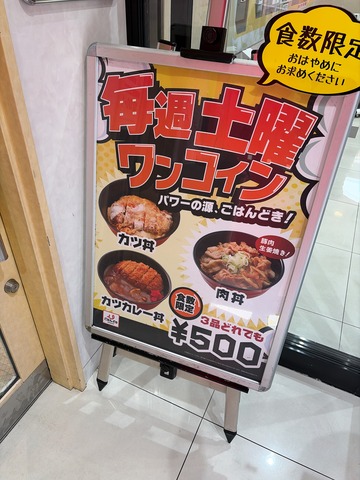 食数限定
おはやめに
お求めください
毎週土曜
ワンコイン
パワーの源、ごはんどき!
カツ丼
豚肉
生姜焼き!
肉丼
カツカレー丼
食数
限定
3品どれでも
¥500